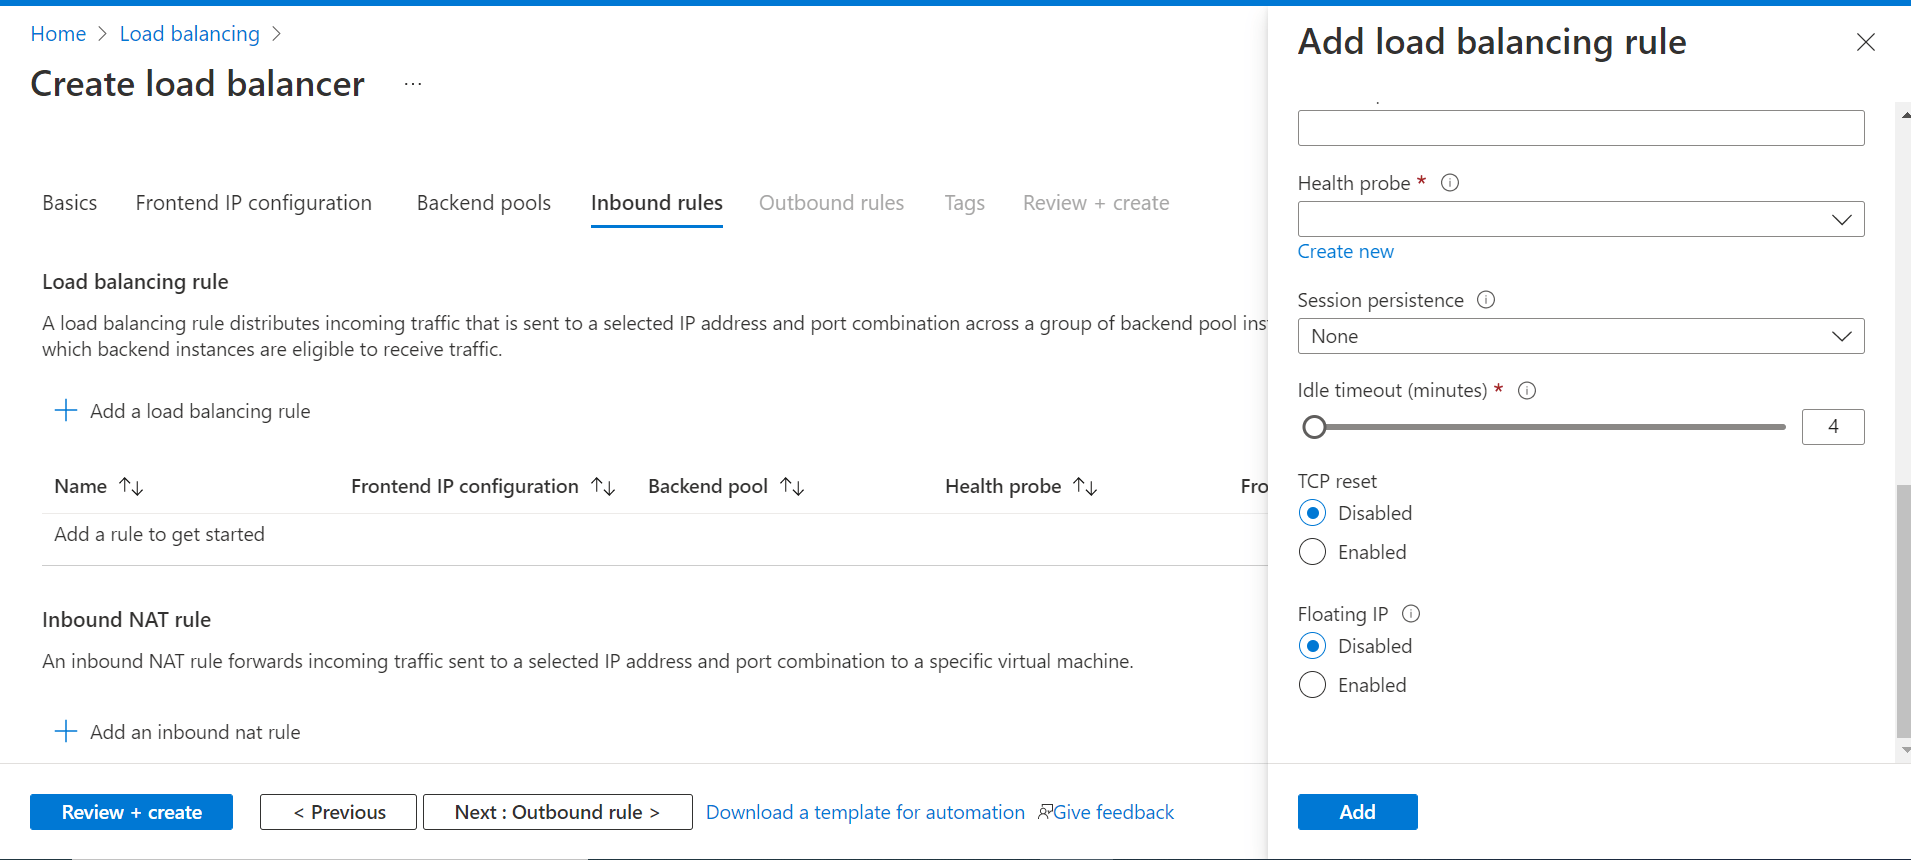 Home > Load balancing >
Create load balancer ...
Basics Frontend IP configuration Backend pools Inbound rules Outbound rules Tags Review + create
Load balancing rule
A load balancing rule distributes incoming traffic that is sent to a selected IP address and port combination across a group of backend pool
which backend instances are eligible to receive traffic.
+ Add a load balancing rule
Name Frontend IP configuration Backend pool Health probe
Add a rule to get started
Inbound NAT rule
An inbound NAT rule forwards incoming traffic sent to a selected IP address and port combination to a specific virtual machine.
+ Add an inbound nat rule
Review + create < Previous Next : Outbound rule > Download a template for automation Give feedback
Add load balancing rule
Health probe *
Create new
Session persistence
None
Idle timeout (minutes) *
4
TCP reset
Disabled
Enabled
Floating IP
Disabled
Enabled
Add